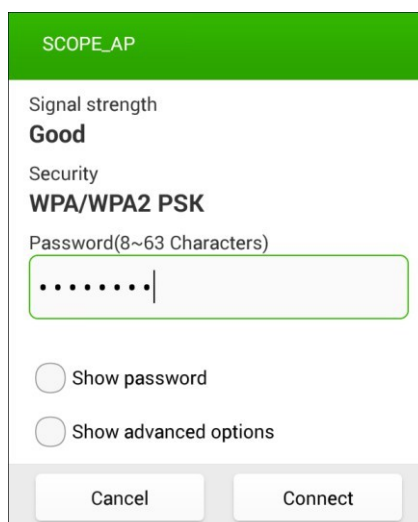 SCOPE_AP
Signal strength
Good
Security
WPA/WPA2 PSK
Password(8~63 Characters)
••••••••
Show password
Show advanced options
Cancel
Connect